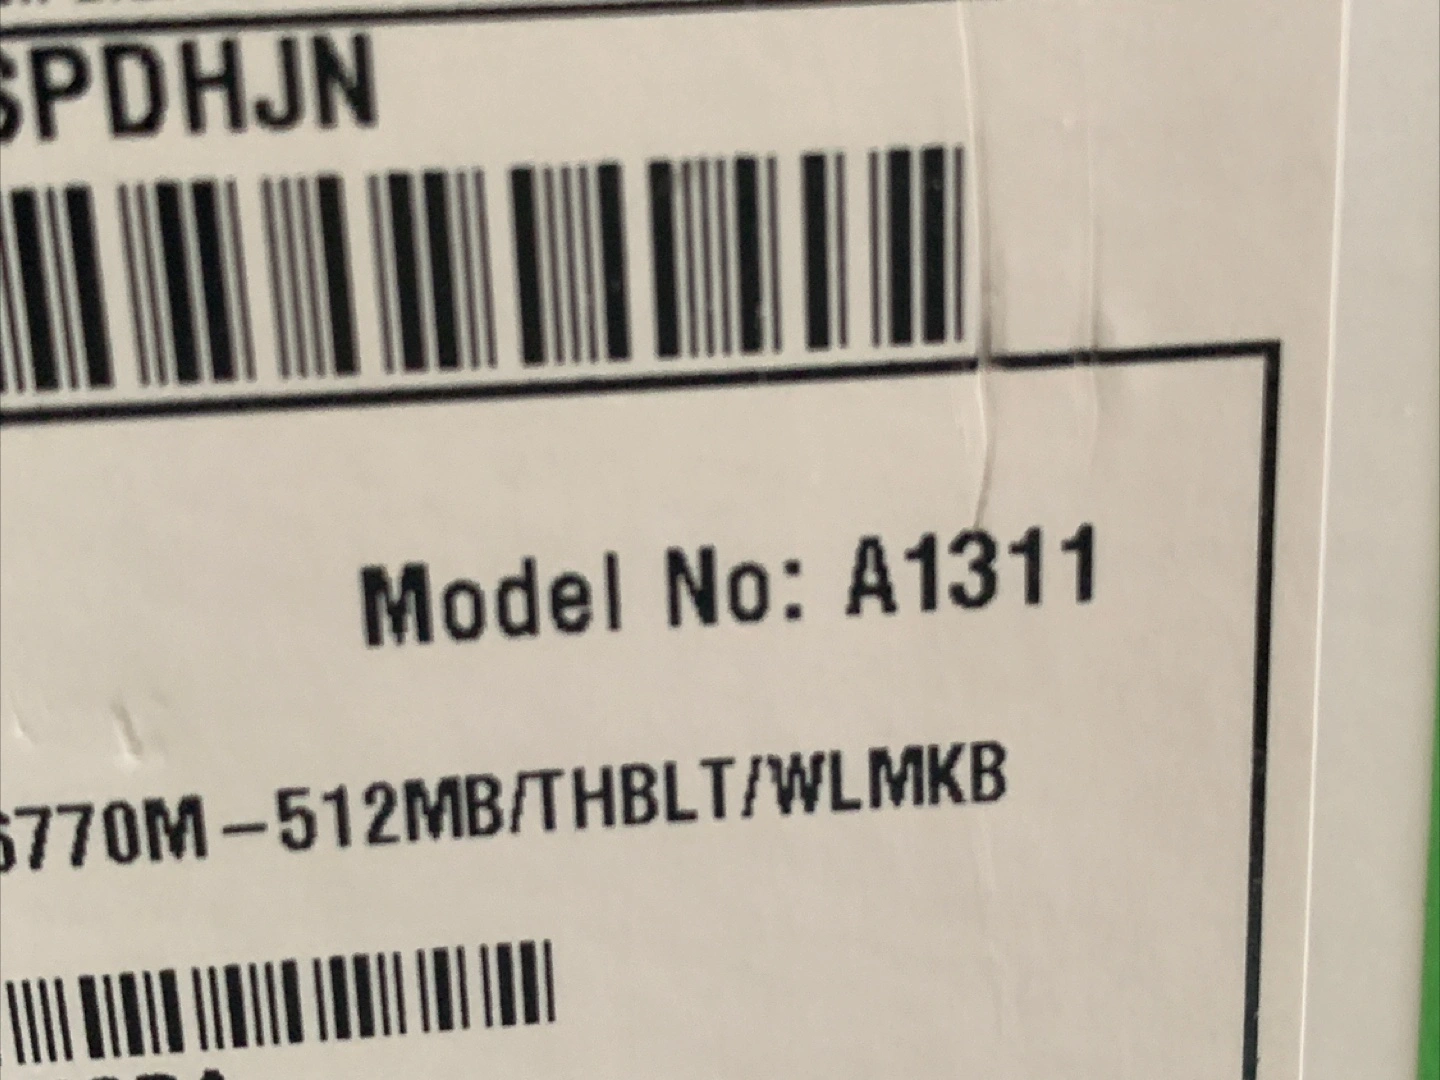 SPDHJN
Model No: A1311
6770M-512MB/THBLT/WLMKB